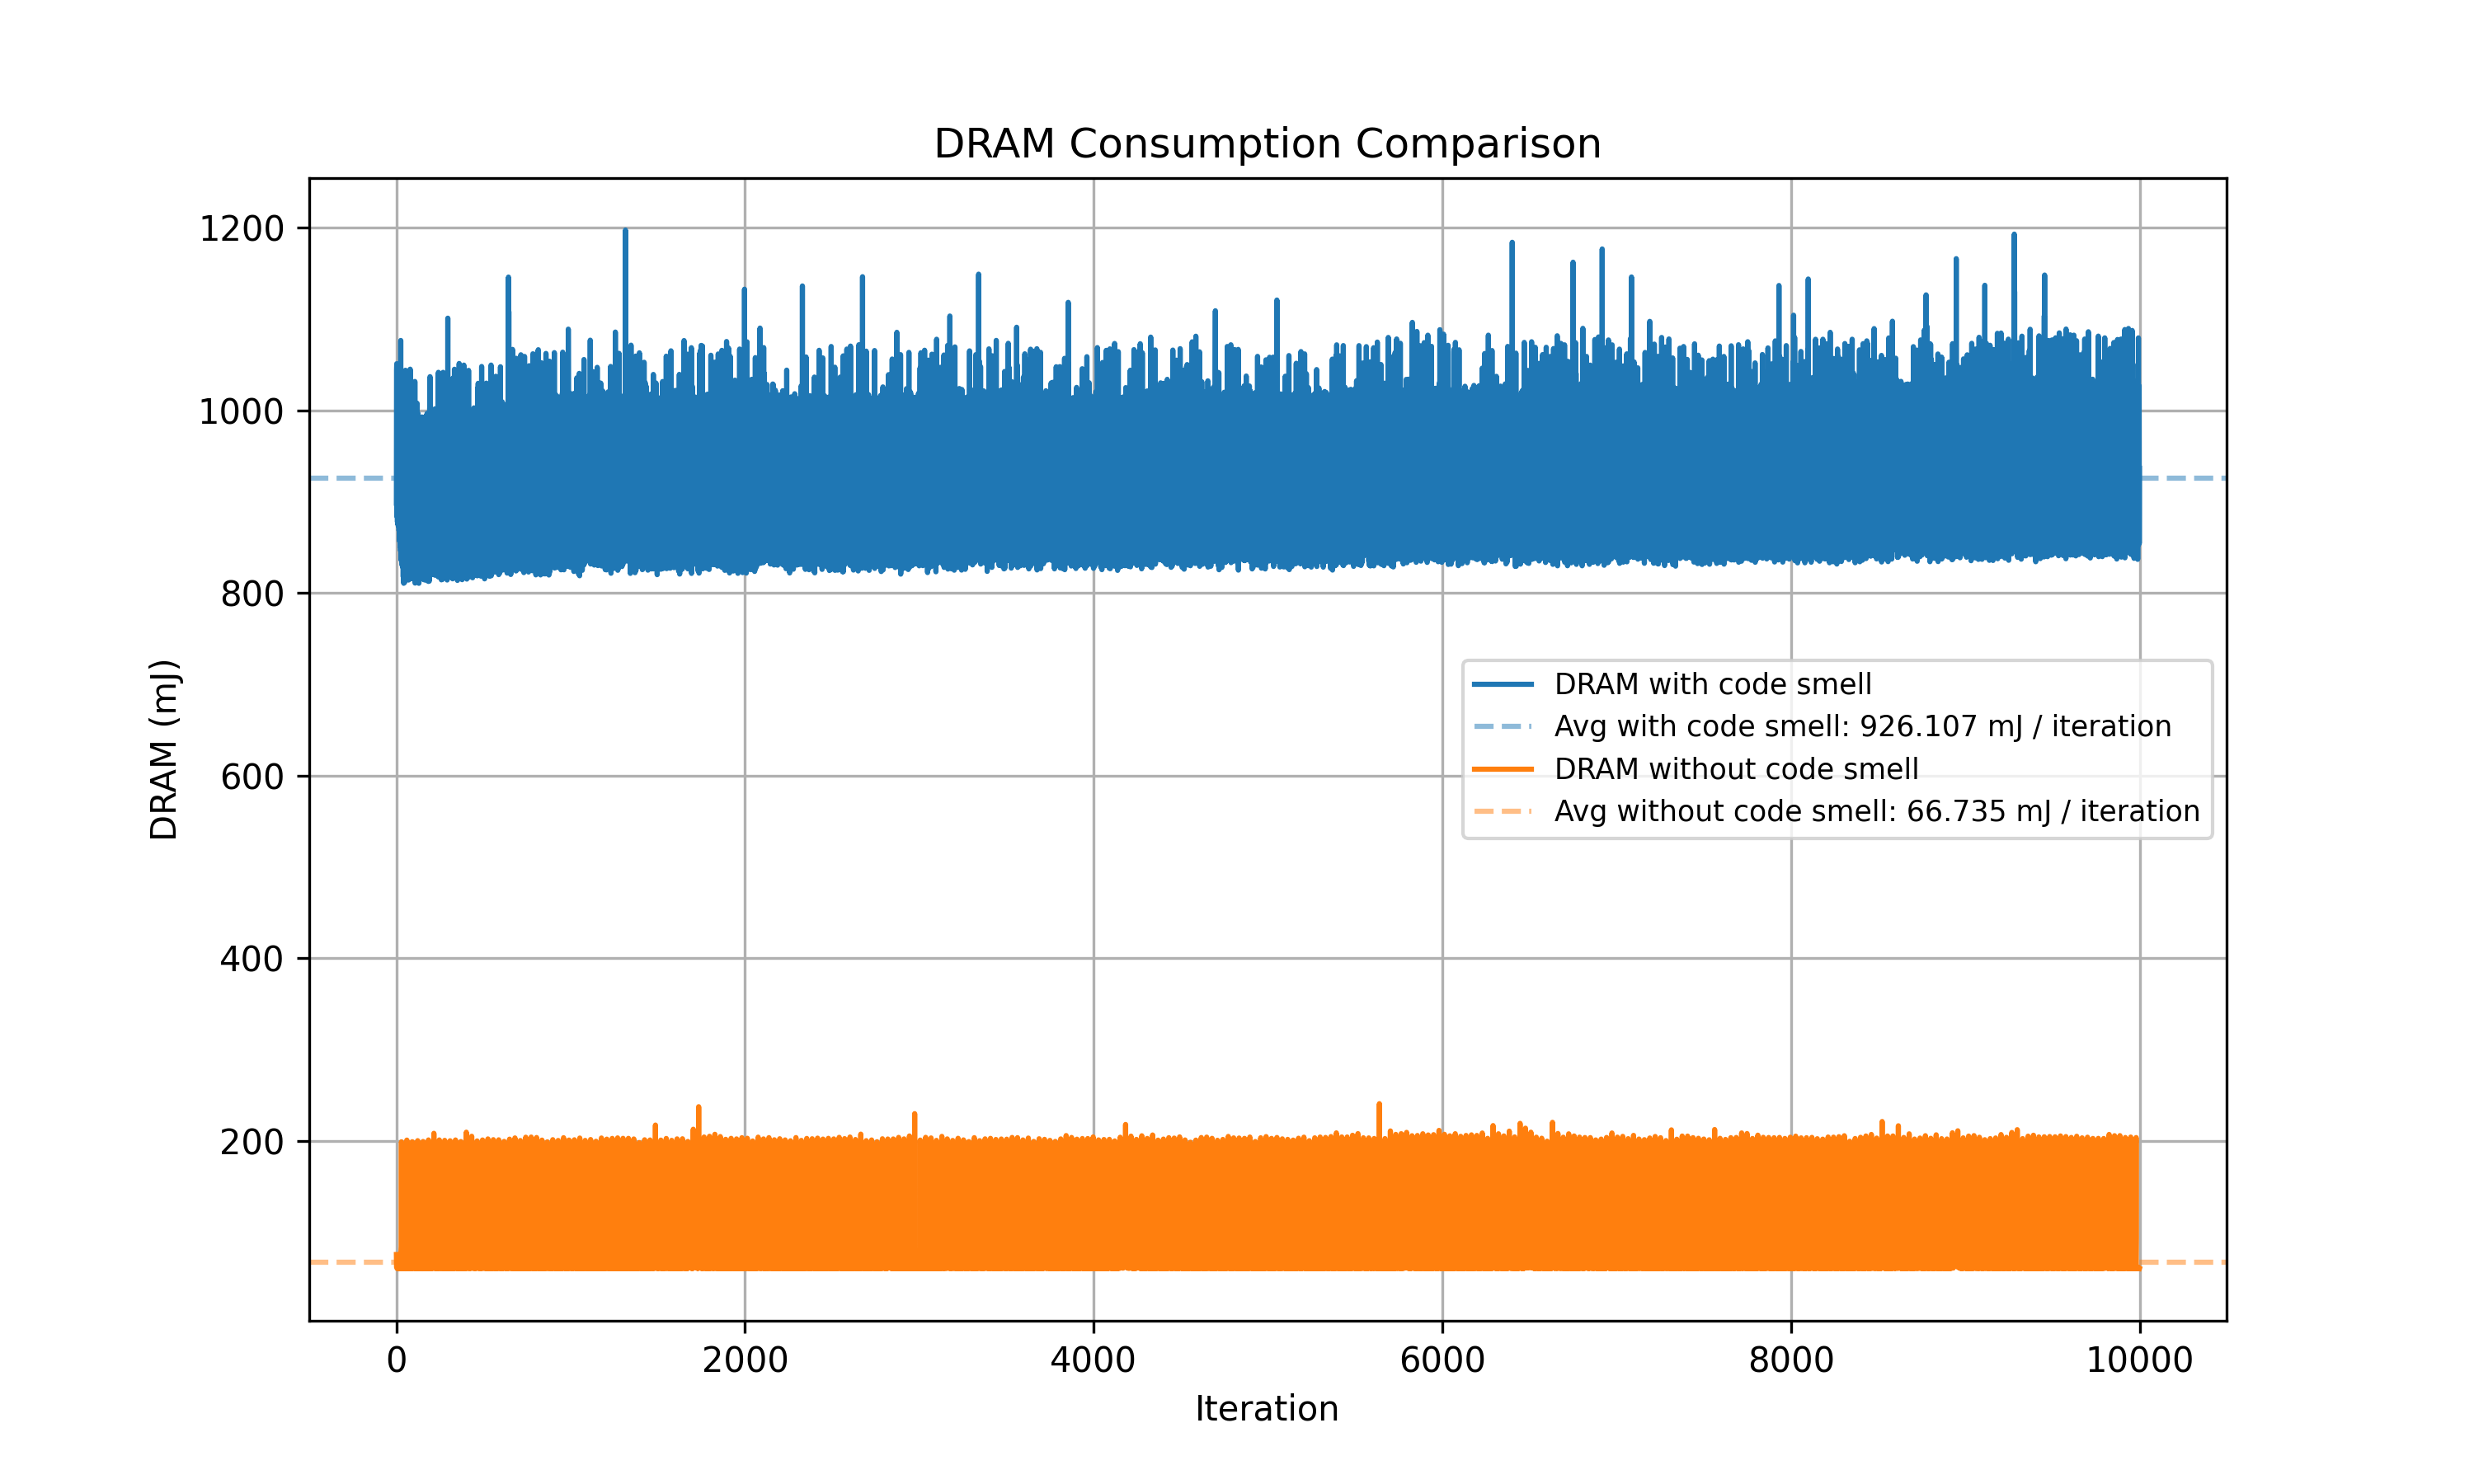 DRAM Consumption Comparison
1200
1000
800
600
400
200
DRAM (mJ)
DRAM with code smell
Avg with code smell: 926.107 mJ / iteration
DRAM without code smell
Avg without code smell: 66.735 mJ / iteration
0 2000 4000 6000 8000 10000
Iteration